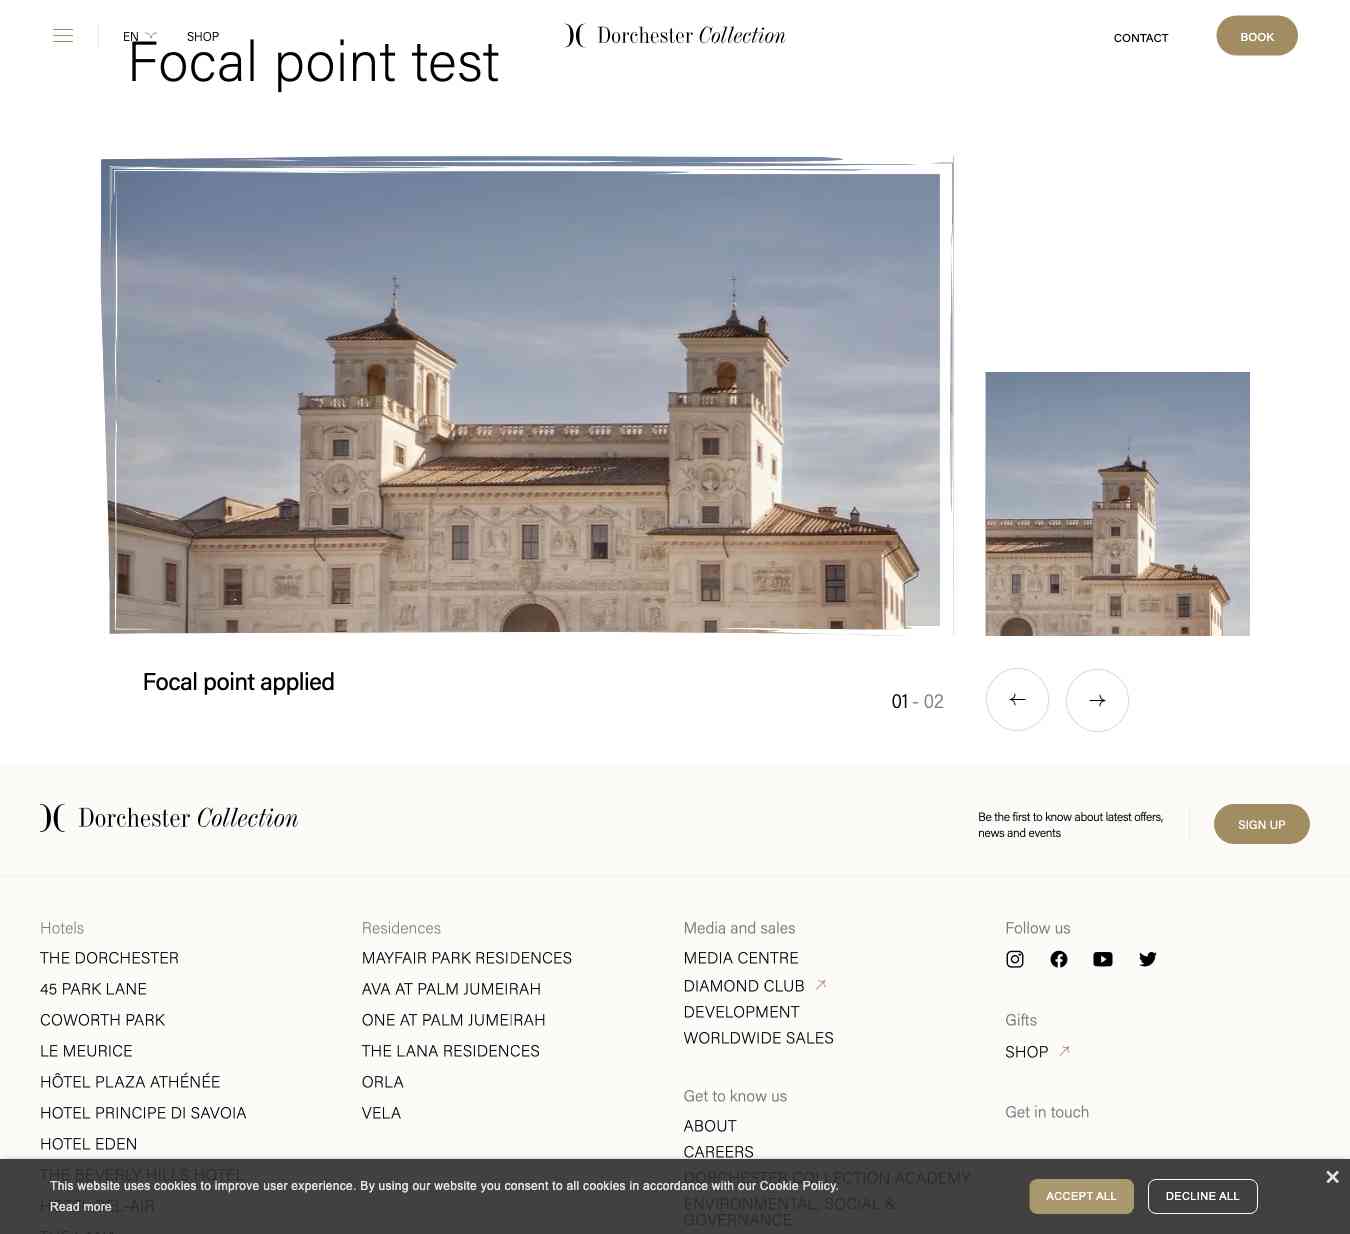 EN
SHOP
Dorchester Collection
CONTACT
BOOK
Focal point test
Focal point applied
01 - 02
Dorchester Collection
Be the first to know about latest offers,
news and events
SIGN UP
Hotels
THE DORCHESTER
45 PARK LANE
COWORTH PARK
LE MEURICE
HÔTEL PLAZA ATHÉNÉE
HOTEL PRINCIPE DI SAVOIA
HOTEL EDEN
THE BEVERLY HILLS HOTEL
Residences
MAYFAIR PARK RESIDENCES
AVA AT PALM JUMEIRAH
ONE AT PALM JUMEIRAH
THE LANA RESIDENCES
ORLA
VELA
Media and sales
MEDIA CENTRE
DIAMOND CLUB
DEVELOPMENT
WORLDWIDE SALES
Get to know us
ABOUT
CAREERS
DORCHESTER COLLECTION ACADEMY
ENVIRONMENTAL, SOCIAL &
GOVERNANCE
Follow us
Gifts
SHOP
Get in touch
This website uses cookies to improve user experience. By using our website you consent to all cookies in accordance with our Cookie Policy.
Read more
ACCEPT ALL
DECLINE ALL